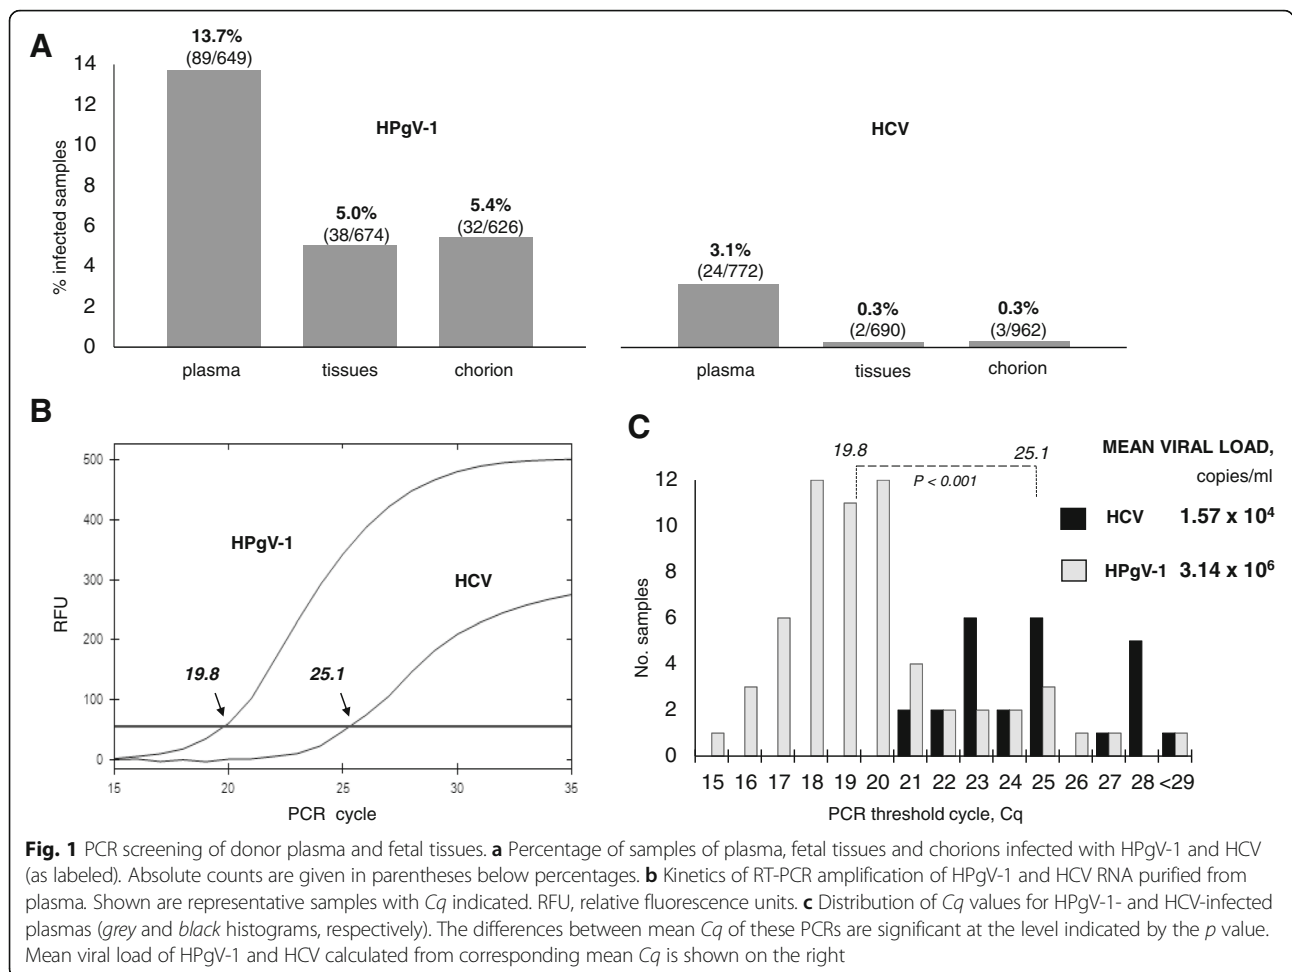 A
% infected samples
14
12
10
8
6
4
2
0
13.7%
(89/649)
HPgV-1
5.0%
(38/674)
5.4%
(32/626)
plasma
tissues
chorion
HCV
3.1%
(24/772)
0.3%
(2/690)
0.3%
(3/962)
plasma
tissues
chorion
B
RFU
500
400
300
200
100
0
HPgV-1
HCV
19.8
25.1
15
20
25
30
35
PCR cycle
C
No. samples
12
10
8
6
4
2
0
19.8
25.1
P < 0.001
MEAN VIRAL LOAD,
copies/ml
HCV 1.57 x 10⁴
HPgV-1 3.14 x 10⁶
15 16 17 18 19 20 21 22 23 24 25 26 27 28 <29
PCR threshold cycle, Cq
Fig. 1 PCR screening of donor plasma and fetal tissues. a Percentage of samples of plasma, fetal tissues and chorions infected with HPgV-1 and HCV
(as labeled). Absolute counts are given in parentheses below percentages. b Kinetics of RT-PCR amplification of HPgV-1 and HCV RNA purified from
plasma. Shown are representative samples with Cq indicated. RFU, relative fluorescence units. c Distribution of Cq values for HPgV-1- and HCV-infected
plasmas (grey and black histograms, respectively). The differences between mean Cq of these PCRs are significant at the level indicated by the p value.
Mean viral load of HPgV-1 and HCV calculated from corresponding mean Cq is shown on the right